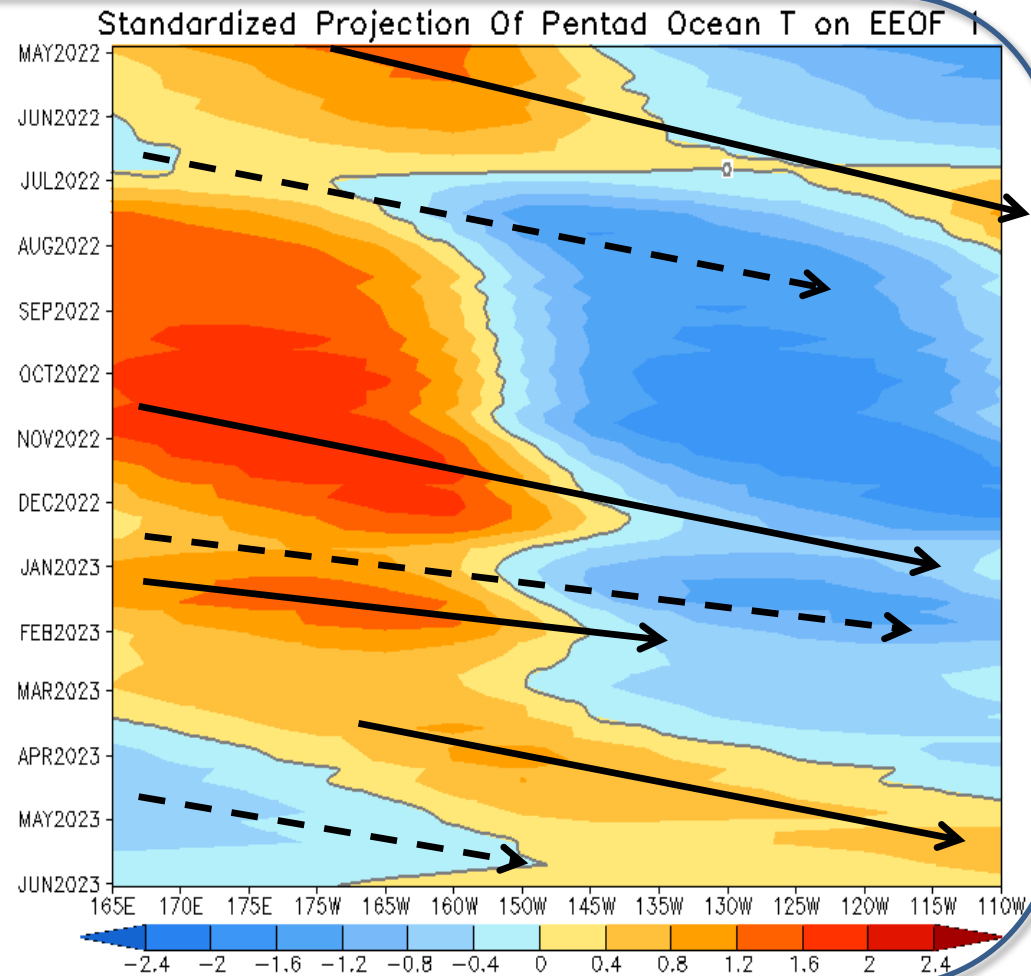 Standardized Projection Of Pentad Ocean T on EEOF 1
MAY2022
JUN2022
0
JUL2022
AUG2022
SEP2022
OCT2022
NOV2022
DEC2022
JAN2023
FEB2023
MAR2023
APR2023
MAY2023
JUN2023
165E 170E 175E 175W 165W 160W 150W 145W 135W 130W 125W 120W 115W 110W
-2.4 -2 -1.6 -1.2 -0.8 -0.4 0 0.4 0.8 1.2 1.6 2 2.4